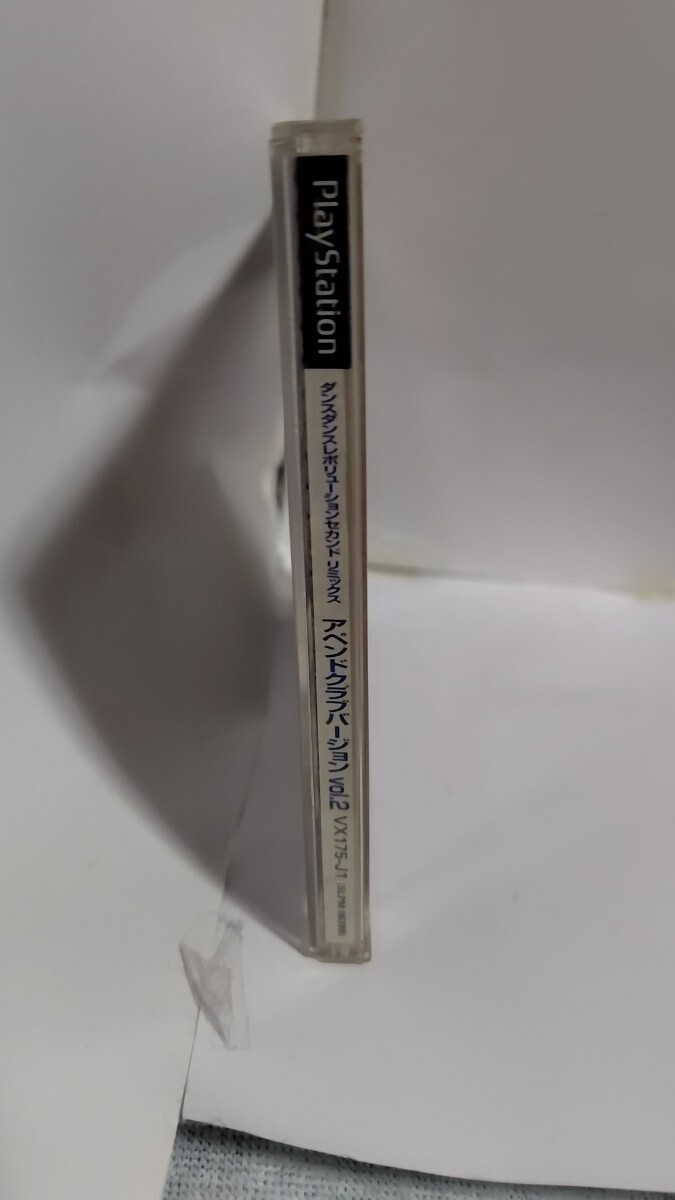 PlayStation
ダンスダンスレボリューションセカンド リミックス
アペンドクラブバージョン vol.2
VX175-J1